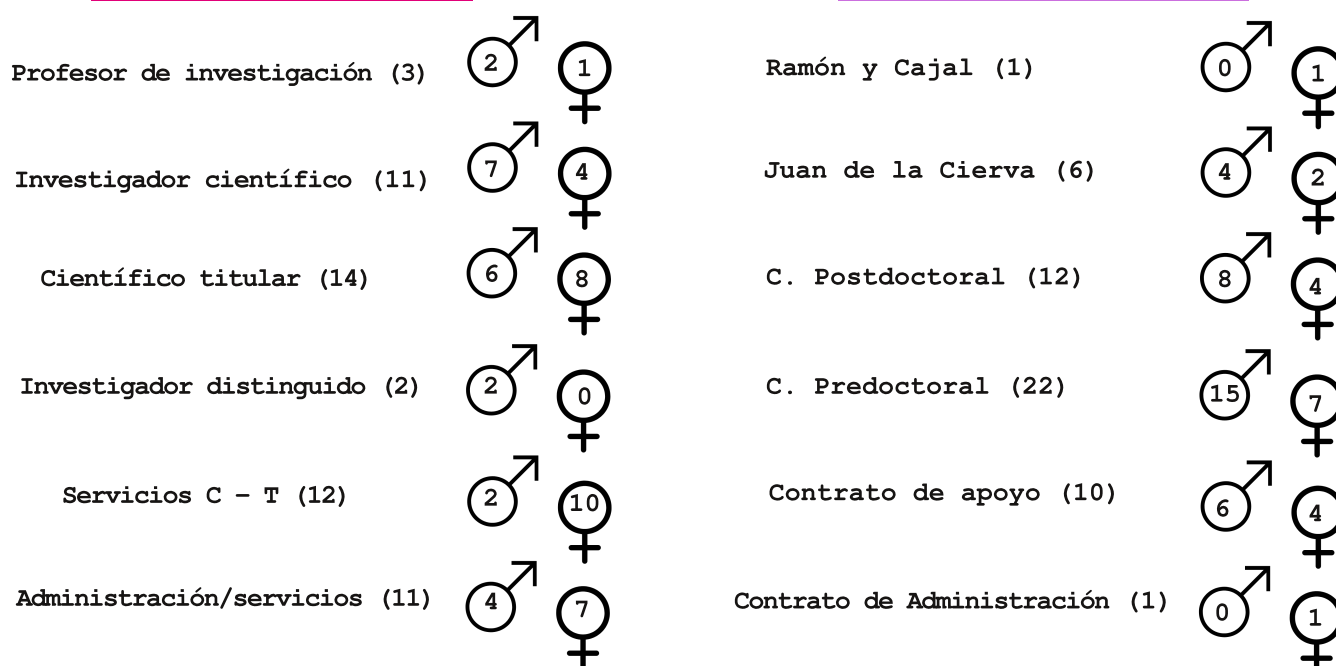 Profesor de investigación (3) 2 1
Investigador científico (11) 7 4
Científico titular (14) 6 8
Investigador distinguido (2) 2 0
Servicios C – T (12) 2 10
Administración/servicios (11) 4 7
Ramón y Cajal (1) 0 1
Juan de la Cierva (6) 4 2
C. Postdoctoral (12) 8 4
C. Predoctoral (22) 15 7
Contrato de apoyo (10) 6 4
Contrato de Administración (1) 0 1